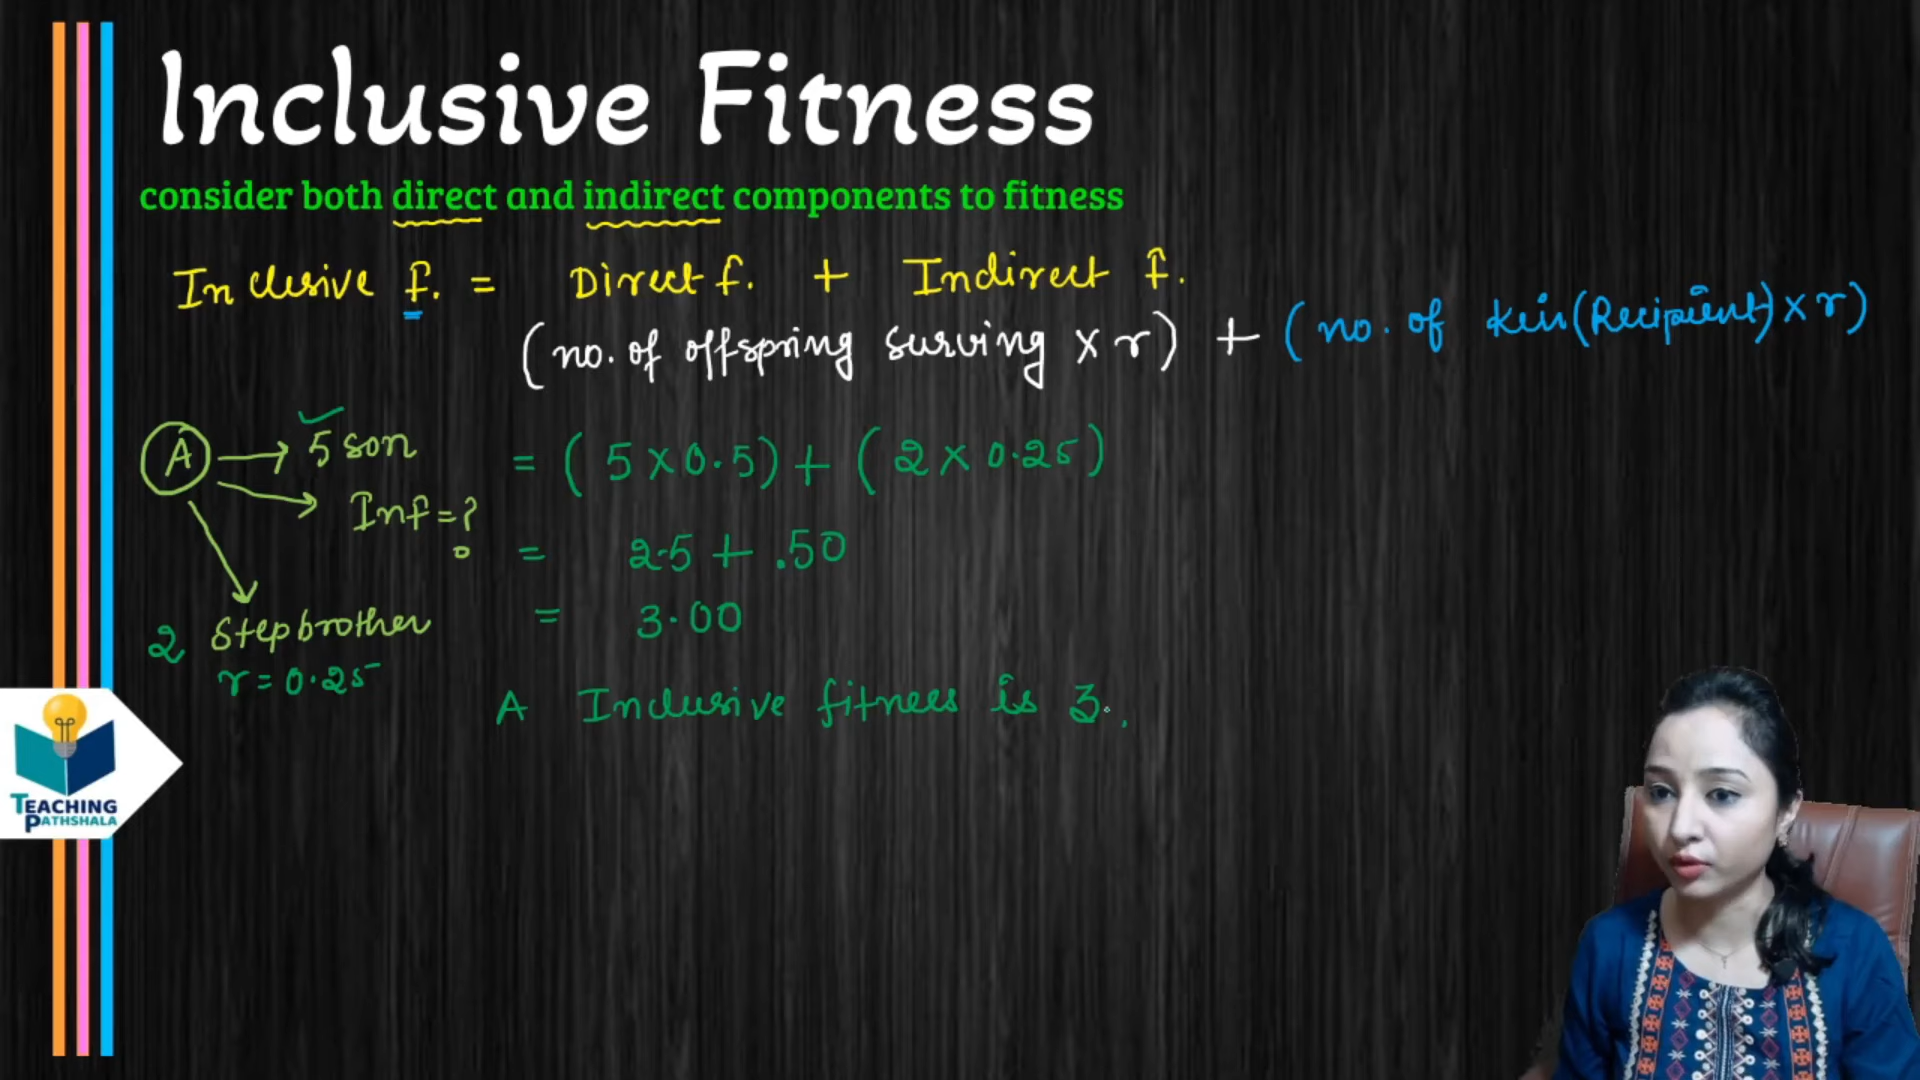 Inclusive Fitness
consider both direct and indirect components to fitness
Inclusive f. = Direct f. + Indirect f.
(no. of offspring surving x r) + (no. of kin (Recipient) x r)
A → 5 son
Inf = ?
2 Stepbrother
r = 0.25
= (5 x 0.5) + (2 x 0.25)
= 2.5 + .50
= 3.00
A Inclusive fitness is 3.
TEACHING
PATHSHALA